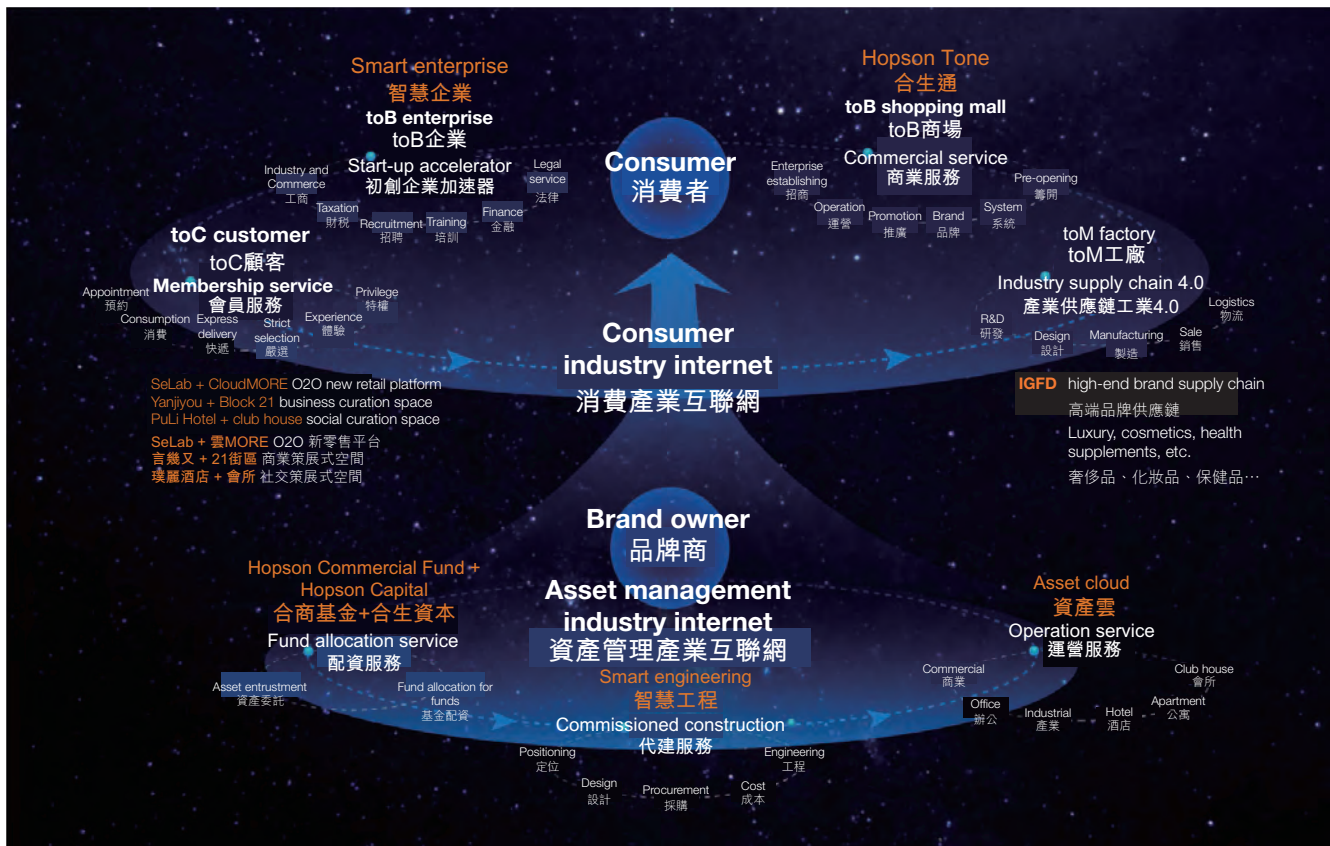 Smart enterprise
智慧企業
toB enterprise
toB企業
Start-up accelerator
初創企業加速器
Industry and
Commerce
工商
Taxation
財税
Recruitment
招聘
Training
培訓
Finance
金融
Legal
service
法律
Consumer
消費者
Hopson Tone
合生通
toB shopping mall
toB商場
Commercial service
商業服務
Enterprise
establishing
招商
Operation
運營
Promotion
推廣
Brand
品牌
System
系統
Pre-opening
籌開
toC customer
toC顧客
Membership service
會員服務
Appointment
預約
Consumption
消費
Express
delivery
快遞
Strict
selection
嚴選
Experience
體驗
Privilege
特權
Consumer
industry internet
消費產業互聯網
toM factory
toM工廠
Industry supply chain 4.0
產業供應鏈工業4.0
R&D
研發
Design
設計
Manufacturing
製造
Sale
銷售
Logistics
物流
SeLab + CloudMORE O2O new retail platform
Yanjiyou + Block 21 business curation space
PuLi Hotel + club house social curation space
SeLab + 雲MORE O2O 新零售平台
言幾又 + 21街區 商業策展式空間
璞麗酒店 + 會所 社交策展式空間
IGFD high-end brand supply chain
高端品牌供應鏈
Luxury, cosmetics, health
supplements, etc.
奢侈品、化妝品、保健品…
Brand owner
品牌商
Asset management
industry internet
資產管理產業互聯網
Hopson Commercial Fund +
Hopson Capital
合商基金+合生資本
Fund allocation service
配資服務
Asset entrustment
資產委託
Fund allocation for
funds
基金配資
Smart engineering
智慧工程
Commissioned construction
代建服務
Positioning
定位
Design
設計
Procurement
採購
Cost
成本
Engineering
工程
Asset cloud
資產雲
Operation service
運營服務
Commercial
商業
Office
辦公
Industrial
產業
Hotel
酒店
Apartment
公寓
Club house
會所